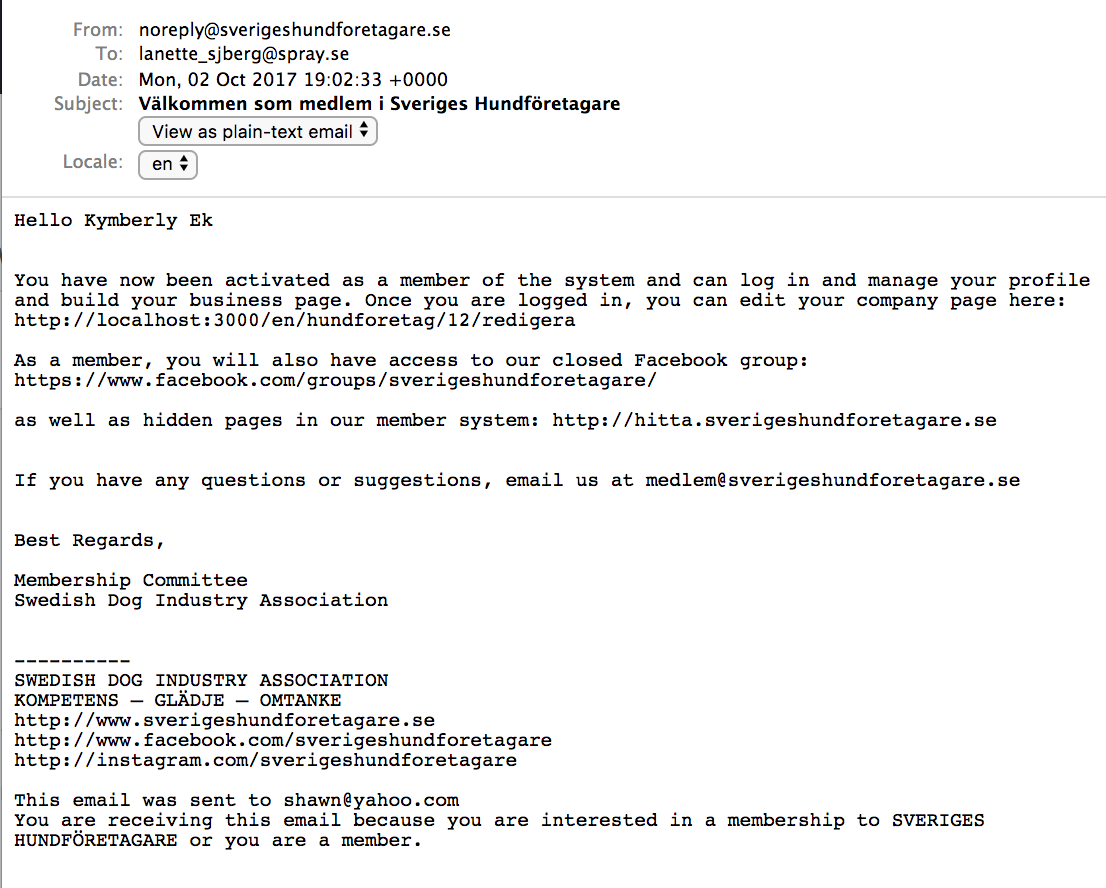 From: noreply@sverigeshundforetagare.se
To: lanette_sjberg@spray.se
Date: Mon, 02 Oct 2017 19:02:33 +0000
Subject: Välkommen som medlem i Sveriges Hundföretagare
View as plain-text email
Locale: en
Hello Kymberly Ek
You have now been activated as a member of the system and can log in and manage your profile
and build your business page. Once you are logged in, you can edit your company page here:
http://localhost:3000/en/hundforetag/12/redigera
As a member, you will also have access to our closed Facebook group:
https://www.facebook.com/groups/sverigeshundforetagare/
as well as hidden pages in our member system: http://hitta.sverigeshundforetagare.se
If you have any questions or suggestions, email us at medlem@sverigeshundforetagare.se
Best Regards,
Membership Committee
Swedish Dog Industry Association
----------
SWEDISH DOG INDUSTRY ASSOCIATION
KOMPETENS – GLÄDJE – OMTANKE
http://www.sverigeshundforetagare.se
http://www.facebook.com/sverigeshundforetagare
http://instagram.com/sverigeshundforetagare
This email was sent to shawn@yahoo.com
You are receiving this email because you are interested in a membership to SVERIGES
HUNDFÖRETAGARE or you are a member.